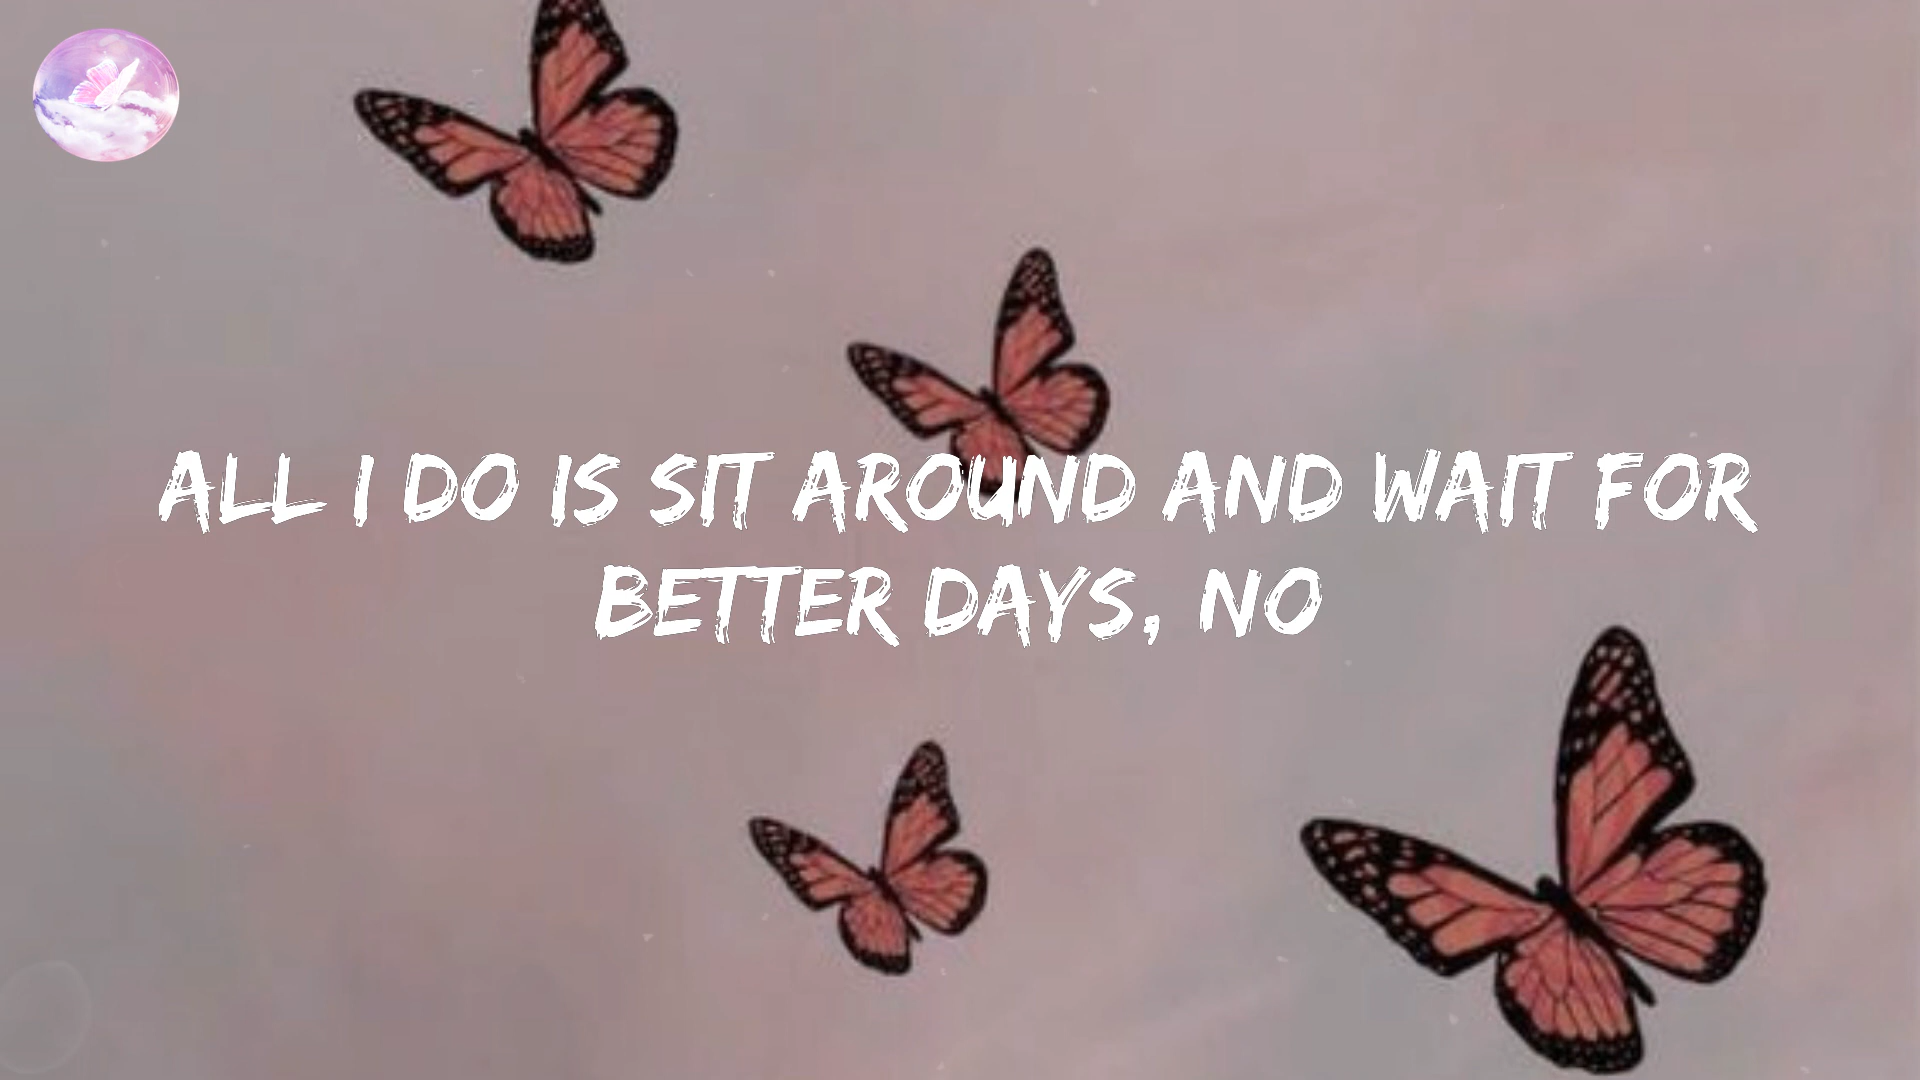 ALL I DO IS SIT AROUND AND WAIT FOR
BETTER DAYS, NO